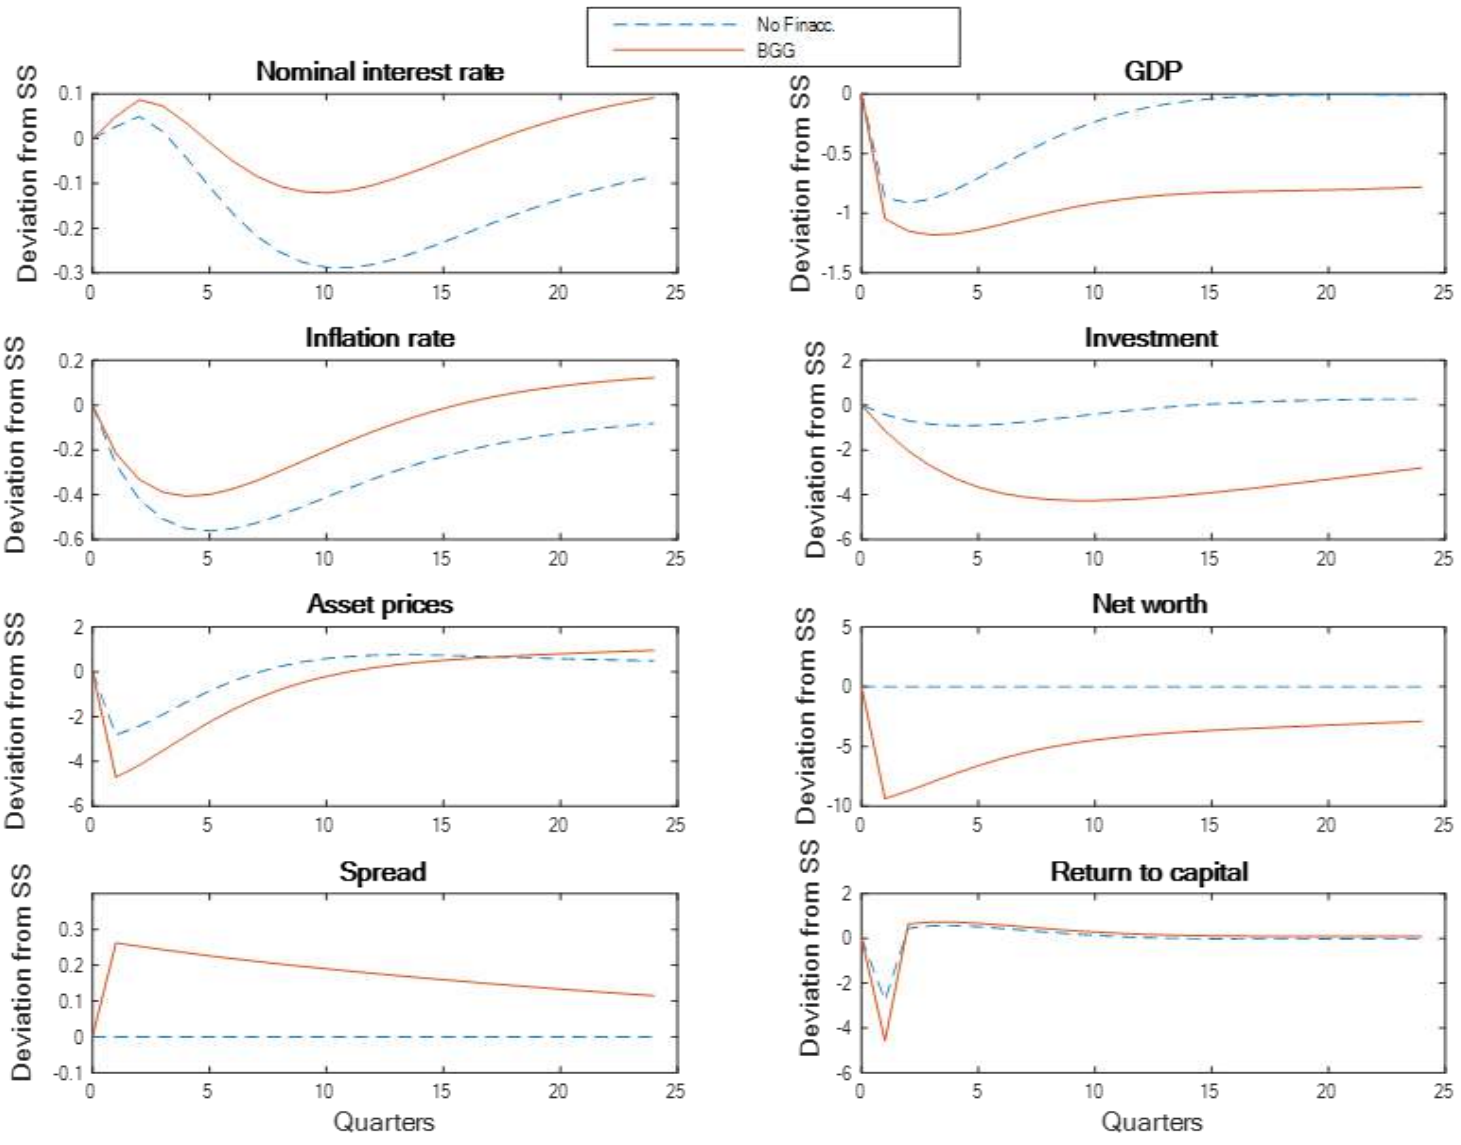 No Finacc.
BGG
Nominal interest rate
Deviation from SS
0.1
0
-0.1
-0.2
-0.3
0 5 10 15 20 25
GDP
Deviation from SS
0
-0.5
-1
-1.5
0 5 10 15 20 25
Inflation rate
Deviation from SS
0.2
0
-0.2
-0.4
-0.6
0 5 10 15 20 25
Investment
Deviation from SS
2
0
-2
-4
-6
0 5 10 15 20 25
Asset prices
Deviation from SS
2
0
-2
-4
-6
0 5 10 15 20 25
Net worth
Deviation from SS
5
0
-5
-10
0 5 10 15 20 25
Spread
Deviation from SS
0.3
0.2
0.1
0
-0.1
0 5 10 15 20 25
Quarters
Return to capital
Deviation from SS
2
0
-2
-4
-6
0 5 10 15 20 25
Quarters